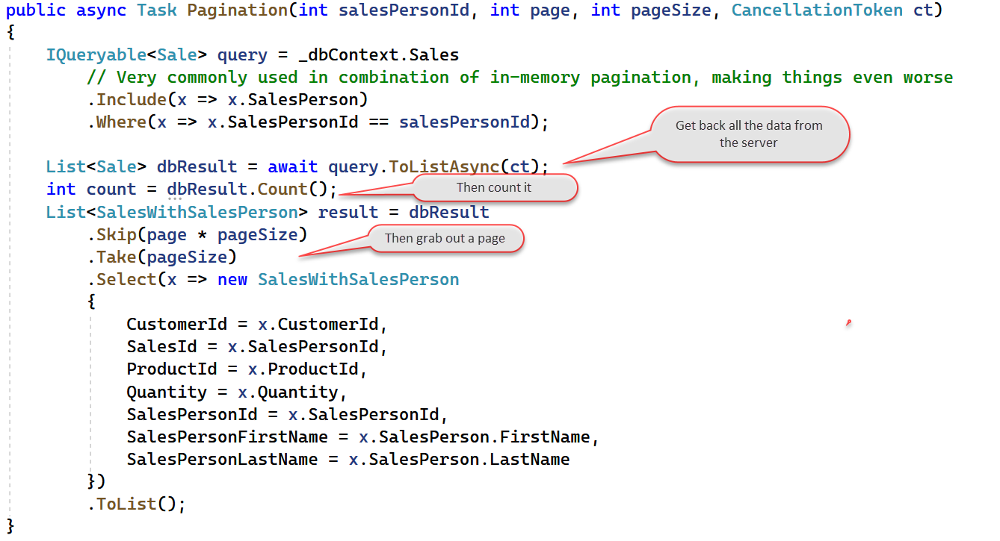 public async Task Pagination(int salesPersonId, int page, int pageSize, CancellationToken ct)
{
    IQueryable<Sale> query = _dbContext.Sales
        // Very commonly used in combination of in-memory pagination, making things even worse
        .Include(x => x.SalesPerson)
        .Where(x => x.SalesPersonId == salesPersonId);
Get back all the data from
the server
    List<Sale> dbResult = await query.ToListAsync(ct);
    int count = dbResult.Count();
Then count it
    List<SalesWithSalesPerson> result = dbResult
        .Skip(page * pageSize)
Then grab out a page
        .Take(pageSize)
        .Select(x => new SalesWithSalesPerson
        {
            CustomerId = x.CustomerId,
            SalesId = x.SalesPersonId,
            ProductId = x.ProductId,
            Quantity = x.Quantity,
            SalesPersonId = x.SalesPersonId,
            SalesPersonFirstName = x.SalesPerson.FirstName,
            SalesPersonLastName = x.SalesPerson.LastName
        })
        .ToList();
}